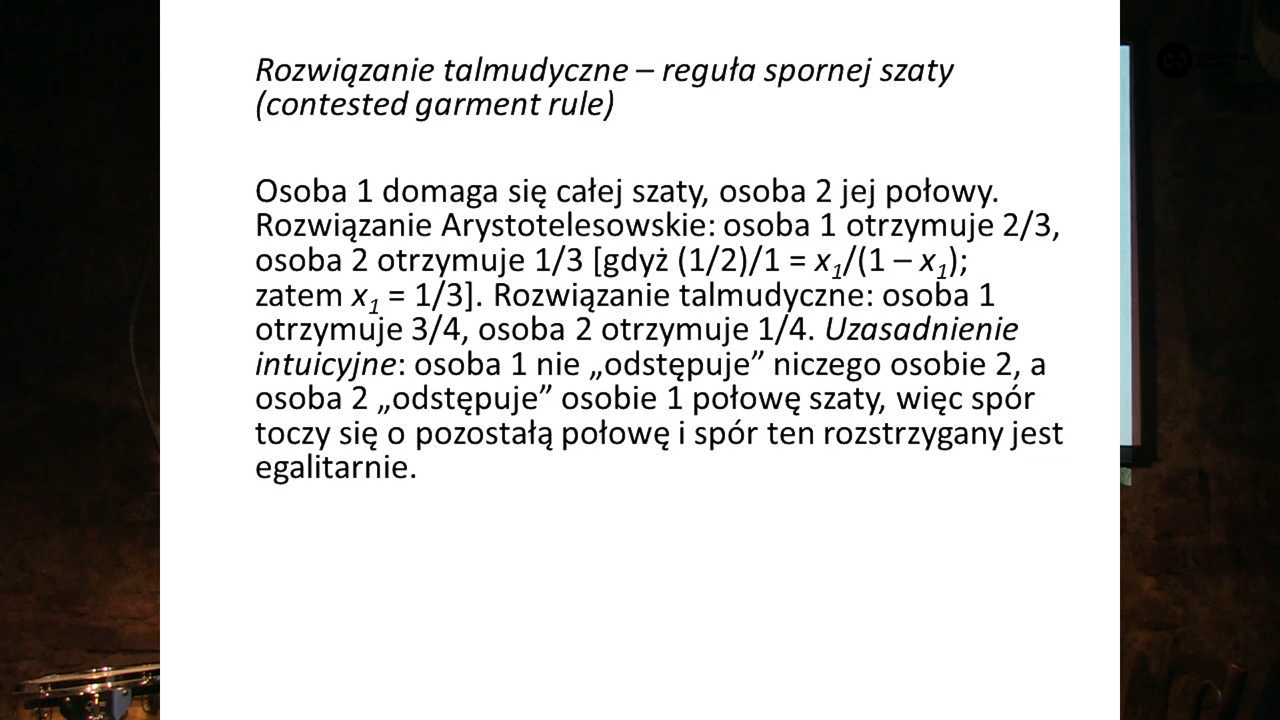 Rozwiązanie talmudyczne – reguła spornej szaty
(contested garment rule)
Osoba 1 domaga się całej szaty, osoba 2 jej połowy.
Rozwiązanie Arystotelesowskie: osoba 1 otrzymuje 2/3,
osoba 2 otrzymuje 1/3 [gdyż (1/2)/1 = x₁/(1 – x₁);
zatem x₁ = 1/3]. Rozwiązanie talmudyczne: osoba 1
otrzymuje 3/4, osoba 2 otrzymuje 1/4. Uzasadnienie
intuicyjne: osoba 1 nie „odstępuje” niczego osobie 2, a
osoba 2 „odstępuje” osobie 1 połowę szaty, więc spór
toczy się o pozostałą połowę i spór ten rozstrzygany jest
egalitarnie.